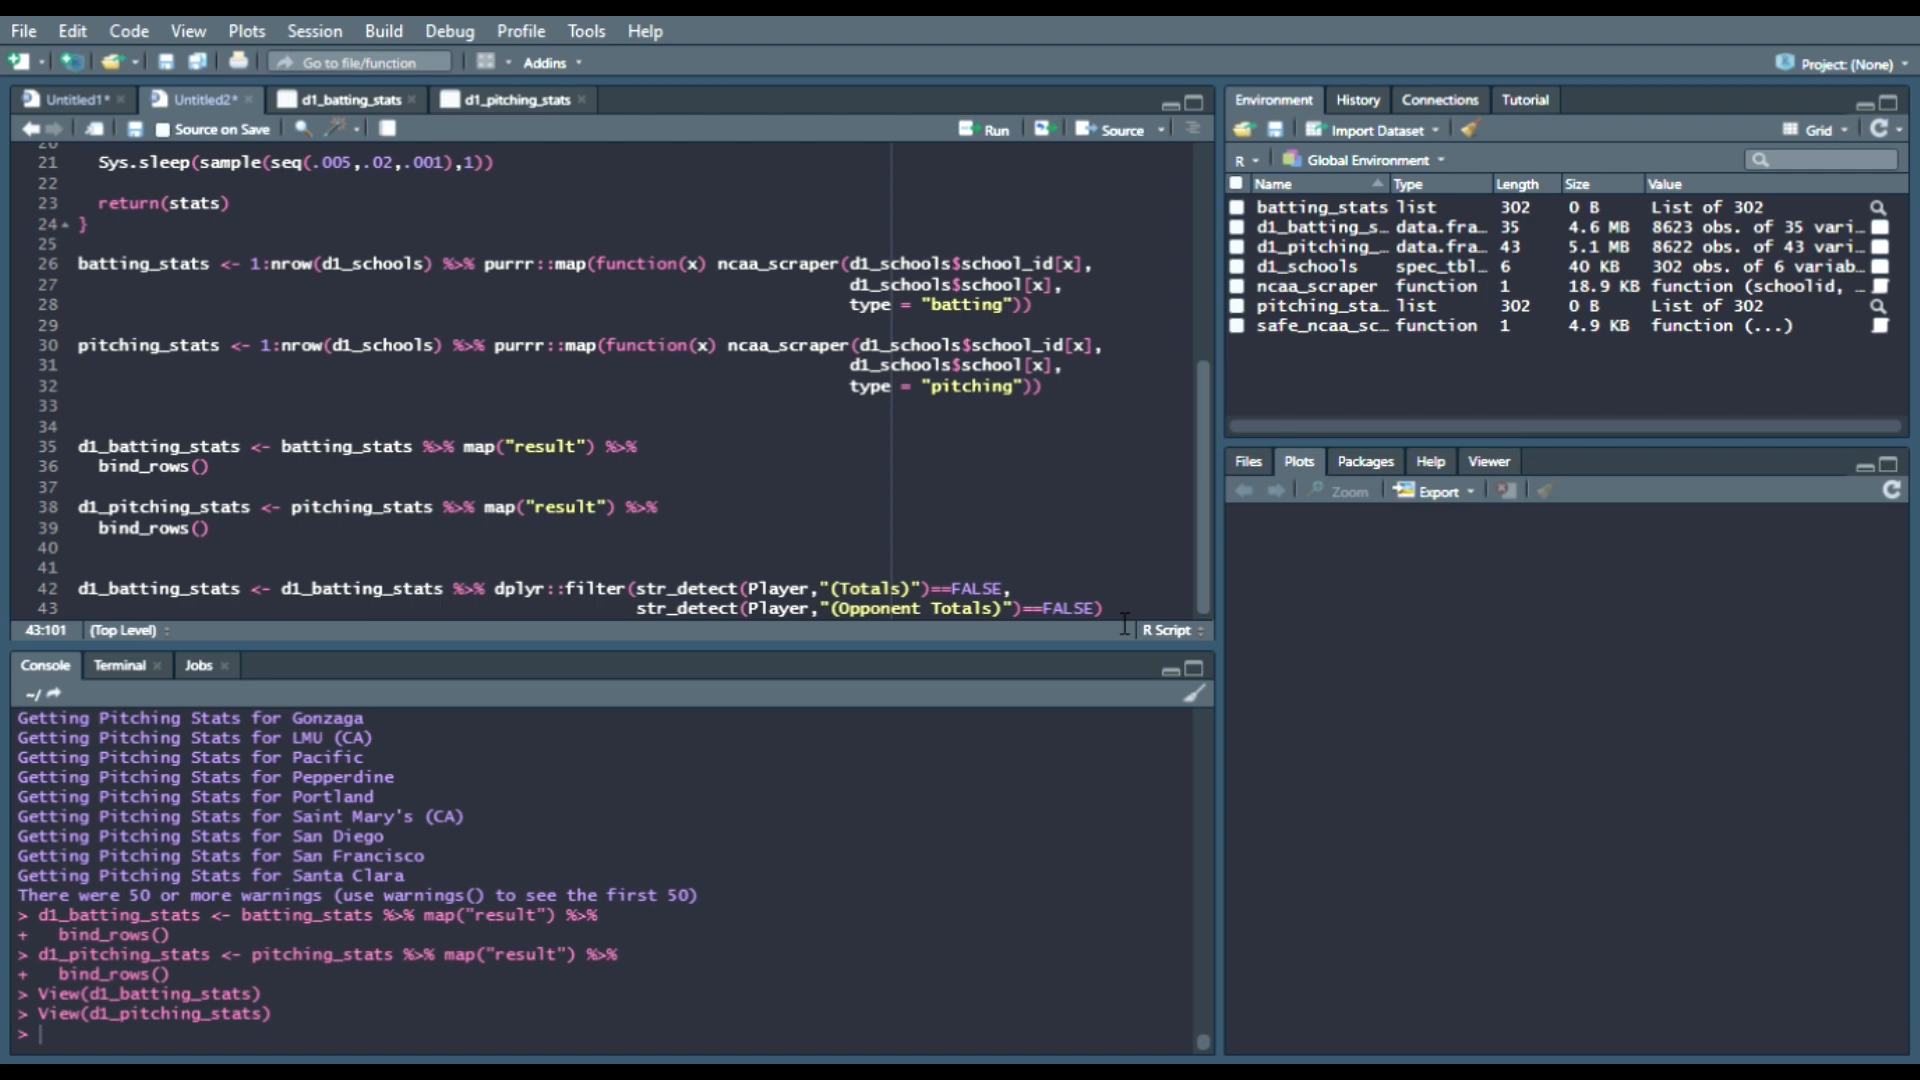 File Edit Code View Plots Session Build Debug Profile Tools Help
Go to file/function Addins Project: (None)
Untitled1* Untitled2* d1_batting_stats d1_pitching_stats
Source on Save Run Source
20
21 Sys.sleep(sample(seq(.005,.02,.001),1))
22
23 return(stats)
24 }
25
26 batting_stats <- 1:nrow(d1_schools) %>% purrr::map(function(x) ncaa_scraper(d1_schools$school_id[x],
27 d1_schools$school[x],
28 type = "batting"))
29
30 pitching_stats <- 1:nrow(d1_schools) %>% purrr::map(function(x) ncaa_scraper(d1_schools$school_id[x],
31 d1_schools$school[x],
32 type = "pitching"))
33
34
35 d1_batting_stats <- batting_stats %>% map("result") %>%
36 bind_rows()
37
38 d1_pitching_stats <- pitching_stats %>% map("result") %>%
39 bind_rows()
40
41
42 d1_batting_stats <- d1_batting_stats %>% dplyr::filter(str_detect(Player,"(Totals)")==FALSE,
43 str_detect(Player,"(Opponent Totals)")==FALSE)
43:101 (Top Level) R Script
Console Terminal Jobs
~/
Getting Pitching Stats for Gonzaga
Getting Pitching Stats for LMU (CA)
Getting Pitching Stats for Pacific
Getting Pitching Stats for Pepperdine
Getting Pitching Stats for Portland
Getting Pitching Stats for Saint Mary's (CA)
Getting Pitching Stats for San Diego
Getting Pitching Stats for San Francisco
Getting Pitching Stats for Santa Clara
There were 50 or more warnings (use warnings() to see the first 50)
> d1_batting_stats <- batting_stats %>% map("result") %>%
+ bind_rows()
> d1_pitching_stats <- pitching_stats %>% map("result") %>%
+ bind_rows()
> View(d1_batting_stats)
> View(d1_pitching_stats)
>
Environment History Connections Tutorial
Import Dataset Grid
R Global Environment
Name Type Length Size Value
batting_stats list 302 0 B List of 302
d1_batting_s… data.fra… 35 4.6 MB 8623 obs. of 35 vari…
d1_pitching_… data.fra… 43 5.1 MB 8622 obs. of 43 vari…
d1_schools spec_tbl… 6 40 KB 302 obs. of 6 variab…
ncaa_scraper function 1 18.9 KB function (schoolid, …
pitching_sta… list 302 0 B List of 302
safe_ncaa_sc… function 1 4.9 KB function (...)
Files Plots Packages Help Viewer
Zoom Export